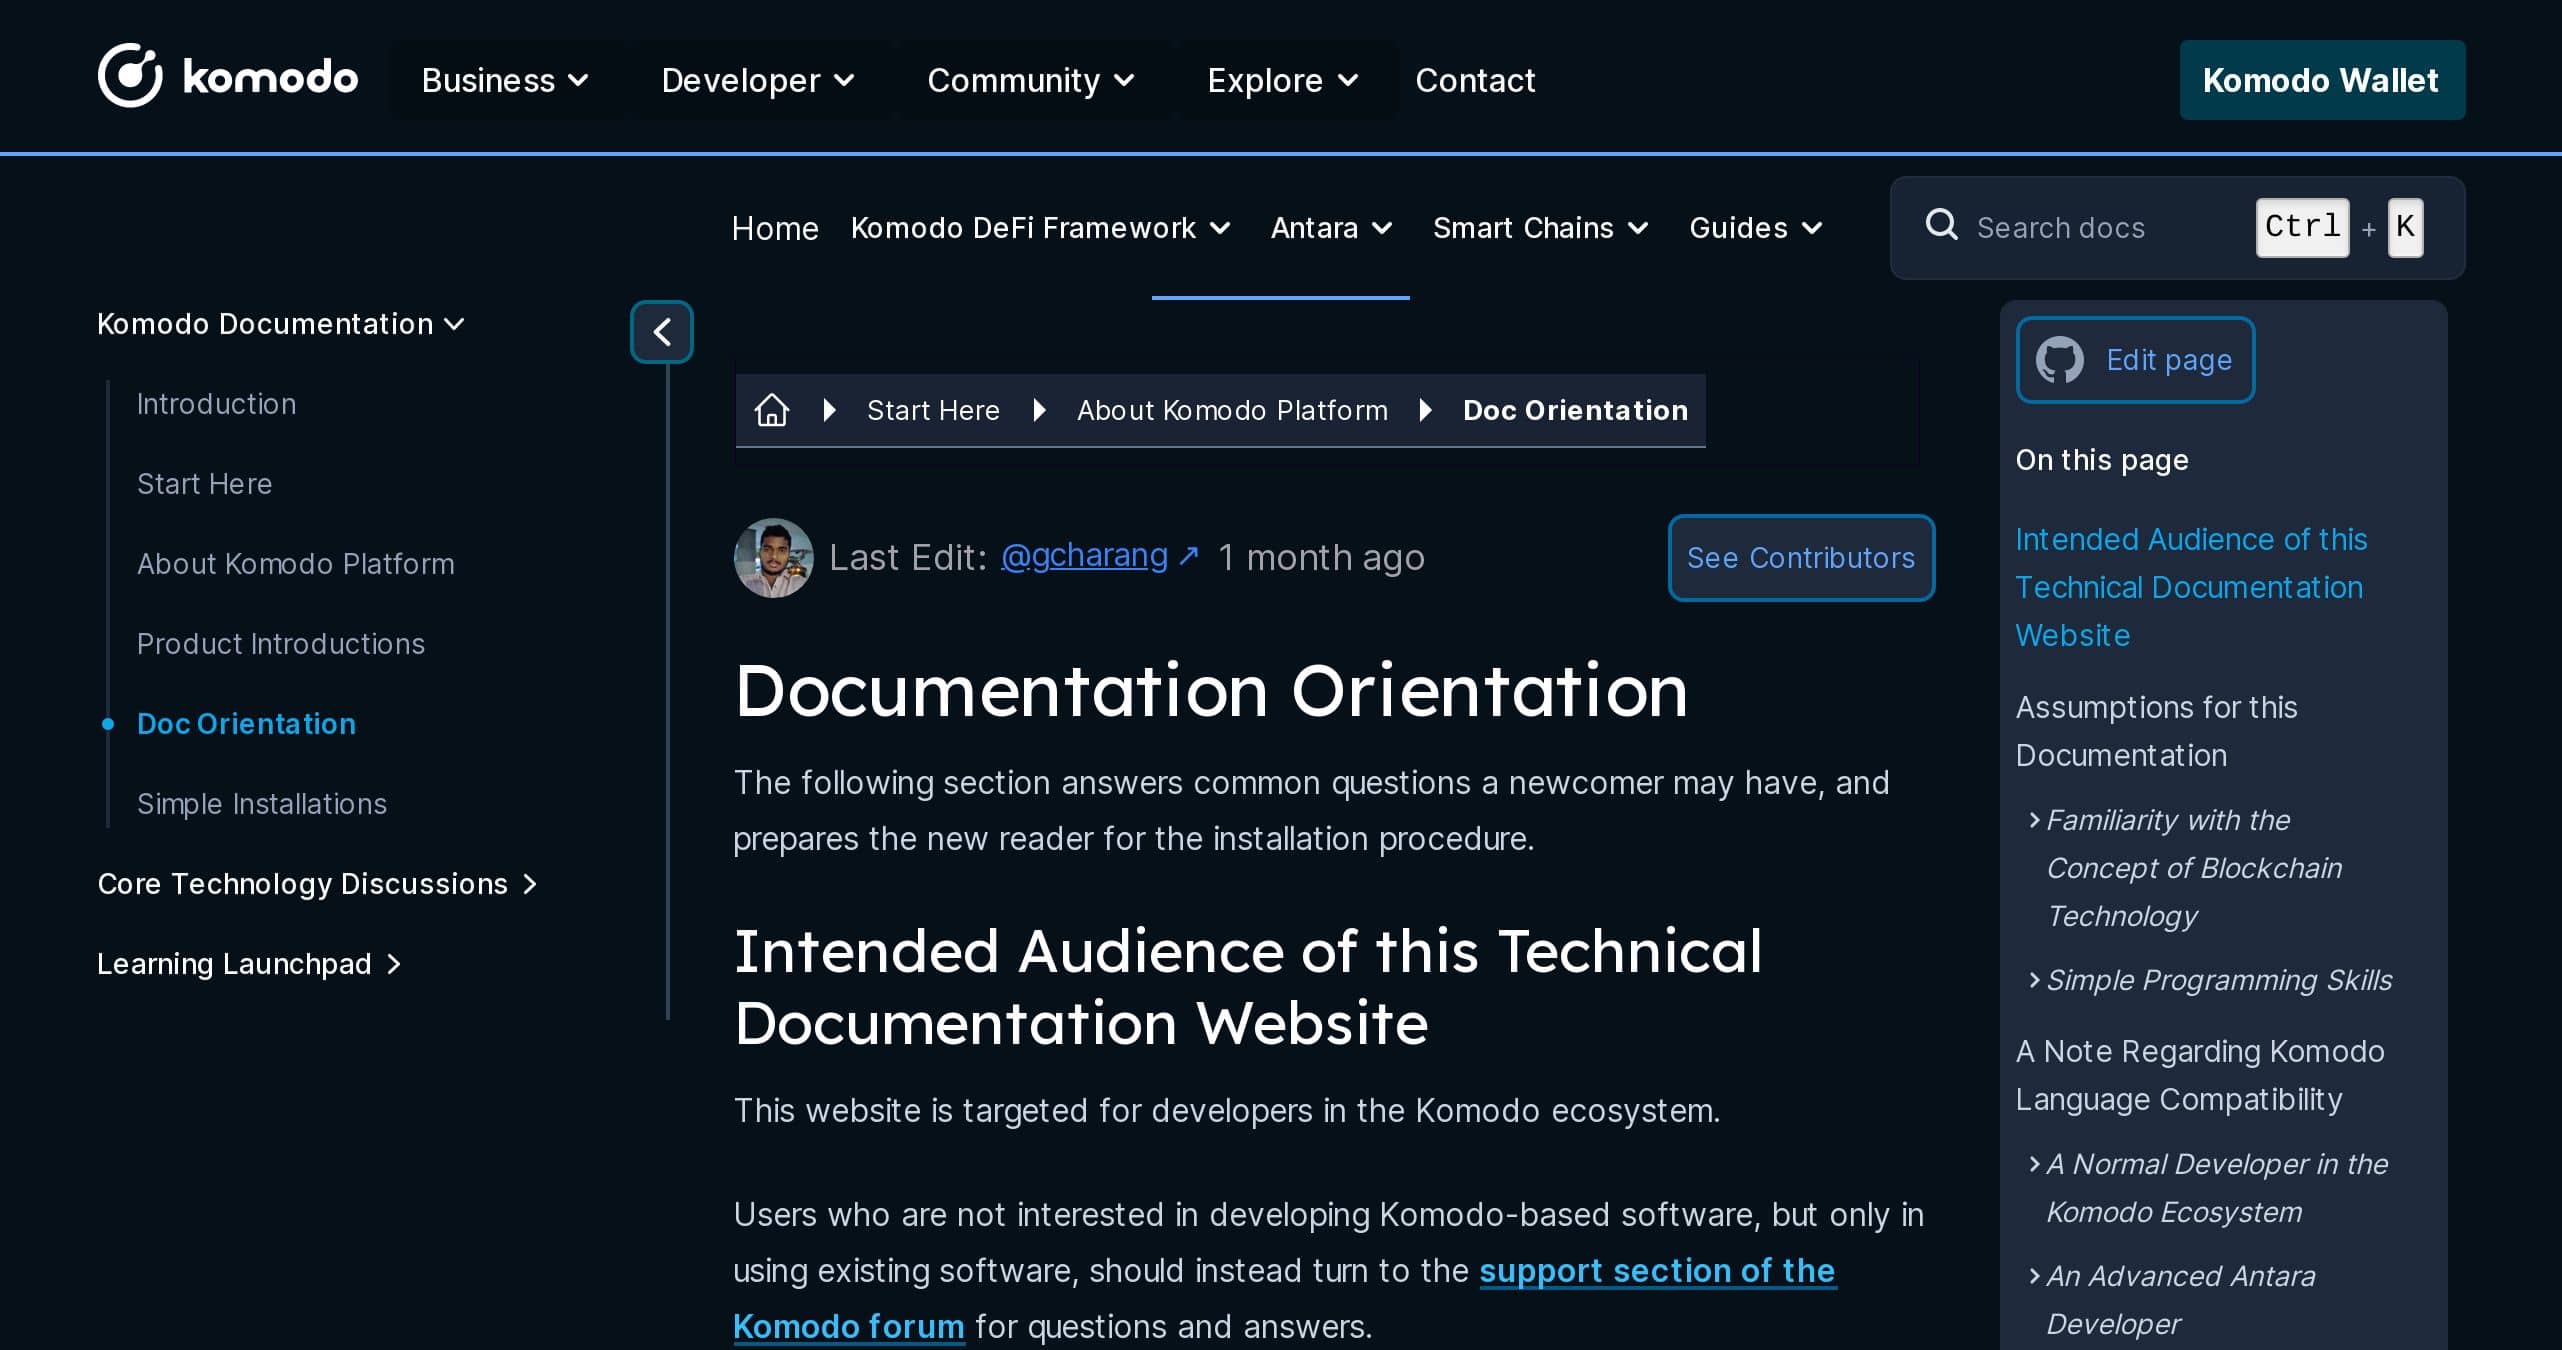 komodo Business Developer Community Explore Contact Komodo Wallet
Home Komodo DeFi Framework Antara Smart Chains Guides Search docs Ctrl + K
Komodo Documentation
Introduction
Start Here
About Komodo Platform
Product Introductions
Doc Orientation
Simple Installations
Core Technology Discussions
Learning Launchpad
Start Here About Komodo Platform Doc Orientation
Last Edit: @gcharang ↗ 1 month ago See Contributors
Documentation Orientation
The following section answers common questions a newcomer may have, and
prepares the new reader for the installation procedure.
Intended Audience of this Technical
Documentation Website
This website is targeted for developers in the Komodo ecosystem.
Users who are not interested in developing Komodo-based software, but only in
using existing software, should instead turn to the support section of the
Komodo forum for questions and answers.
Edit page
On this page
Intended Audience of this
Technical Documentation
Website
Assumptions for this
Documentation
Familiarity with the
Concept of Blockchain
Technology
Simple Programming Skills
A Note Regarding Komodo
Language Compatibility
A Normal Developer in the
Komodo Ecosystem
An Advanced Antara
Developer